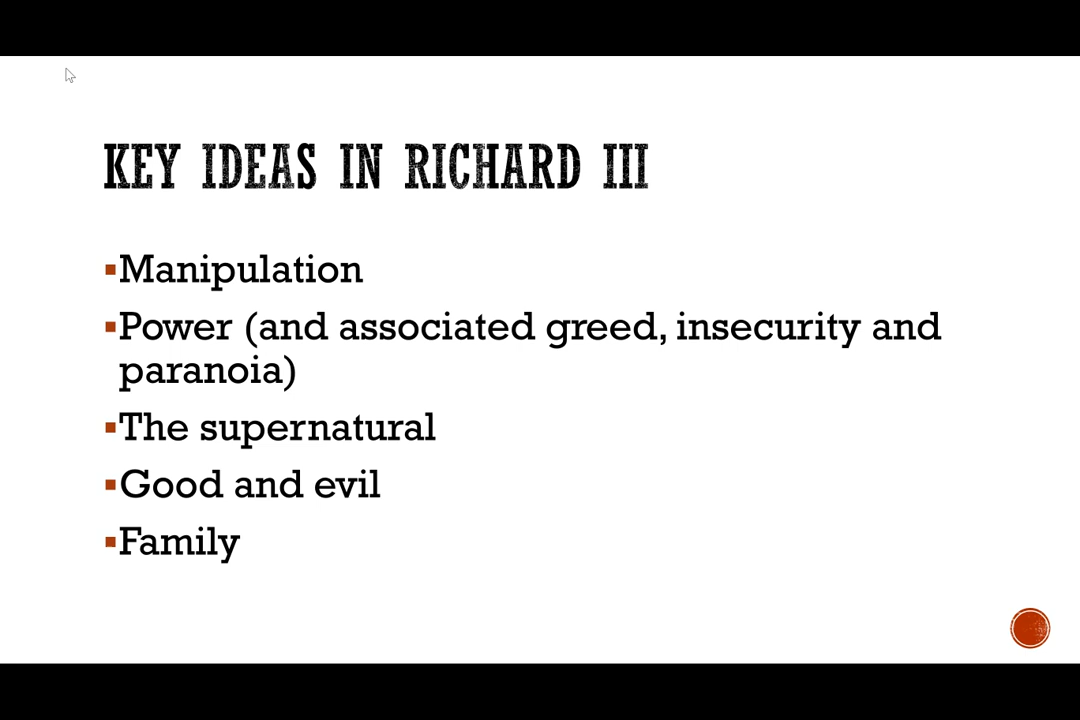 KEY IDEAS IN RICHARD III
▪Manipulation
▪Power (and associated greed, insecurity and
paranoia)
▪The supernatural
▪Good and evil
▪Family